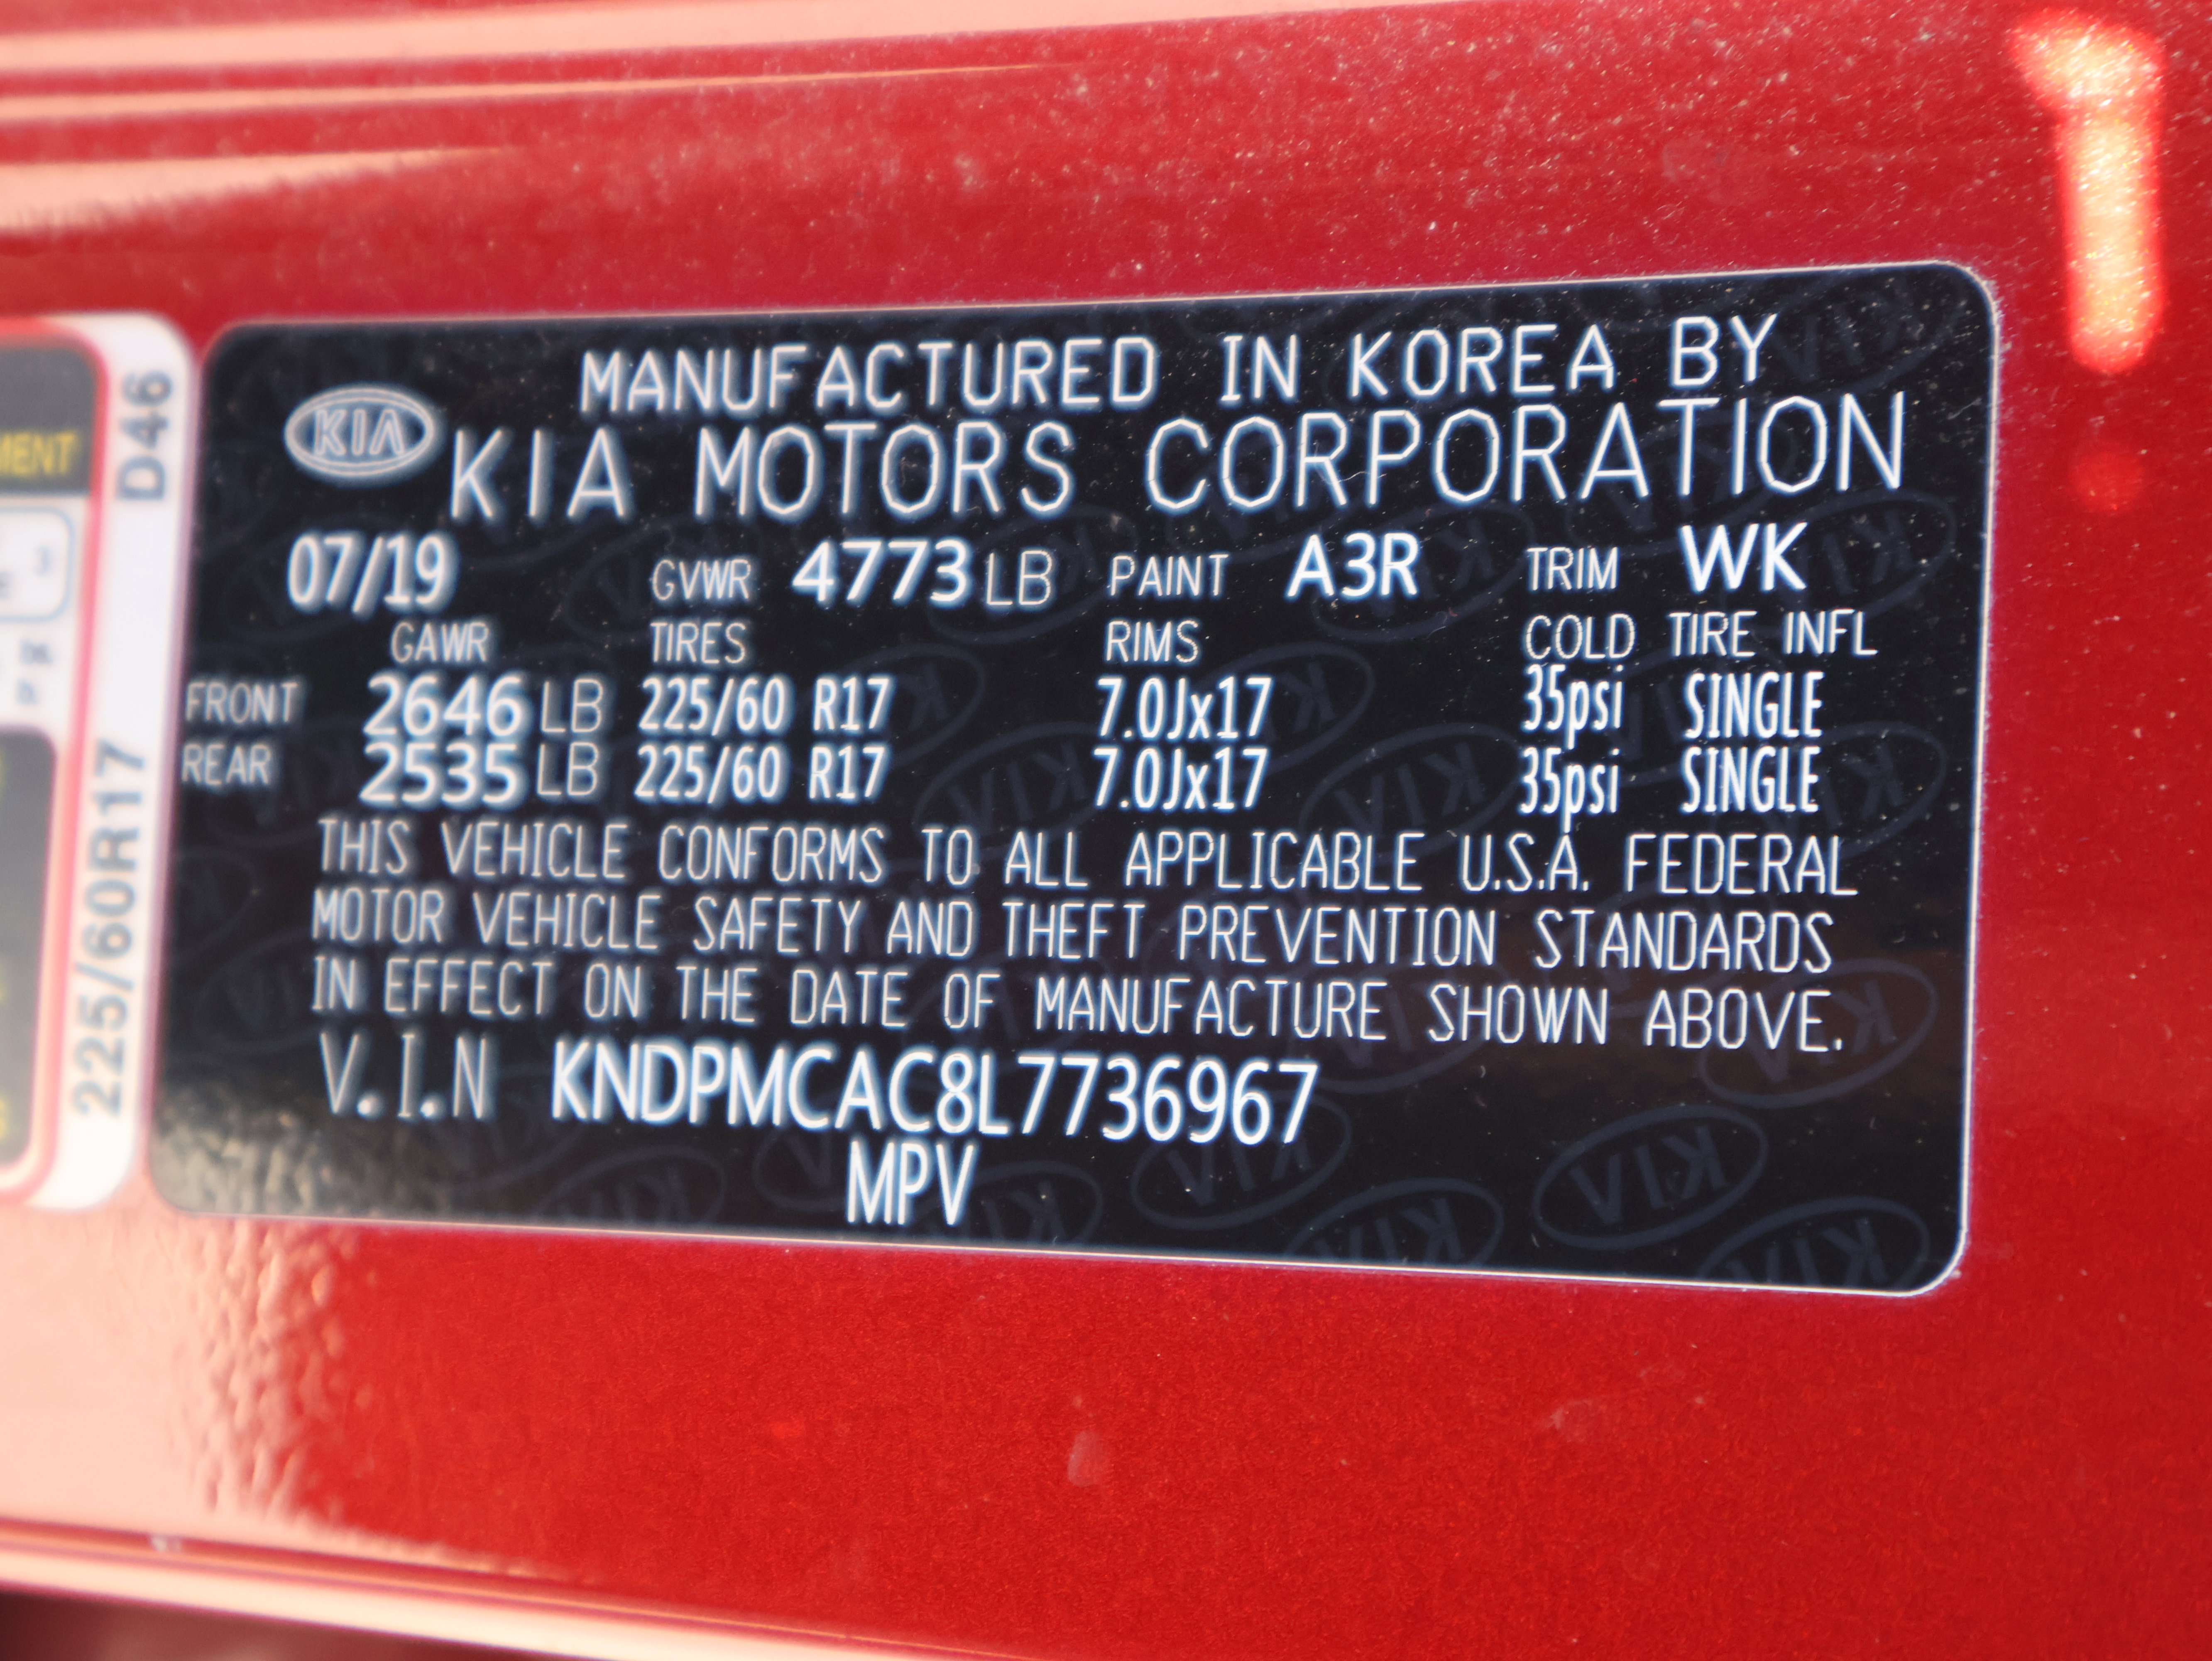 MANUFACTURED IN KOREA BY
KIA KIA MOTORS CORPORATION
07/19 GVWR 4773 LB PAINT A3R TRIM WK
GAWR TIRES RIMS COLD TIRE INFL
FRONT 2646 LB 225/60 R17 7.0Jx17 35psi SINGLE
REAR 2535 LB 225/60 R17 7.0Jx17 35psi SINGLE
THIS VEHICLE CONFORMS TO ALL APPLICABLE U.S.A. FEDERAL
MOTOR VEHICLE SAFETY AND THEFT PREVENTION STANDARDS
IN EFFECT ON THE DATE OF MANUFACTURE SHOWN ABOVE.
V.I.N KNDPMCAC8L7736967
MPV
225/60R17 D46